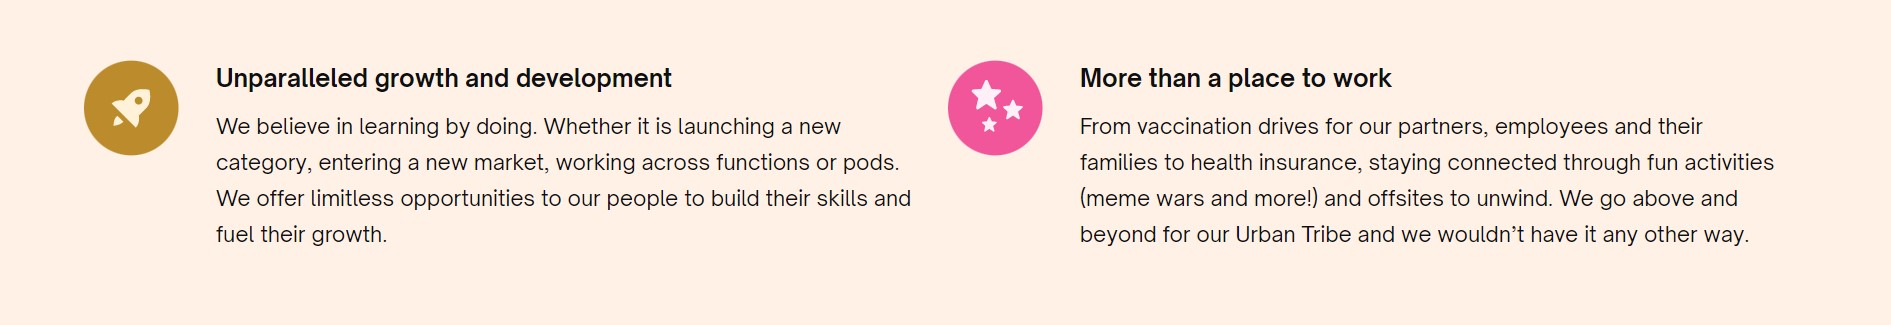 Unparalleled growth and development
We believe in learning by doing. Whether it is launching a new
category, entering a new market, working across functions or pods.
We offer limitless opportunities to our people to build their skills and
fuel their growth.
More than a place to work
From vaccination drives for our partners, employees and their
families to health insurance, staying connected through fun activities
(meme wars and more!) and offsites to unwind. We go above and
beyond for our Urban Tribe and we wouldn’t have it any other way.